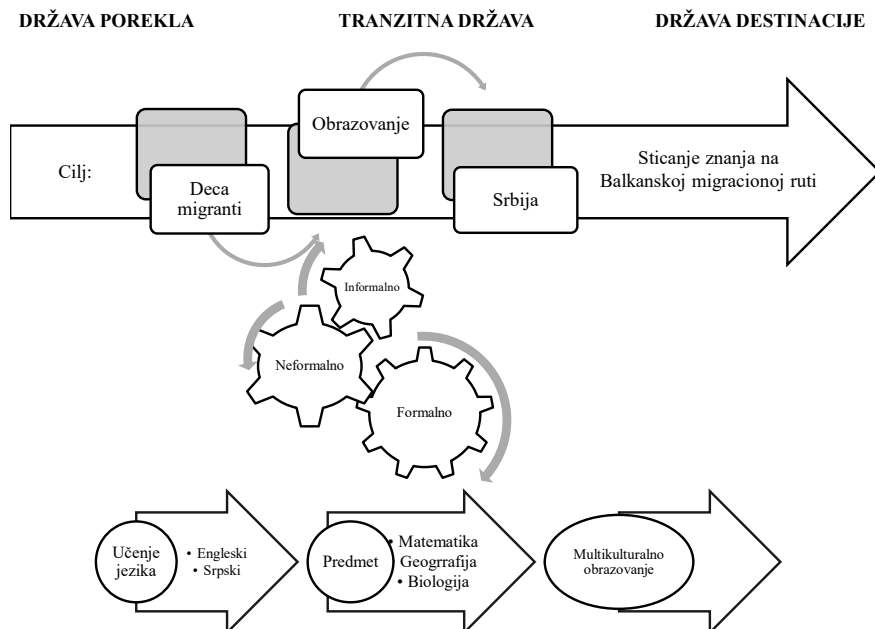 DRŽAVA POREKLA
TRANZITNA DRŽAVA
DRŽAVA DESTINACIJE
Cilj:
Deca
migranti
Obrazovanje
Srbija
Sticanje znanja na
Balkanskoj migracionoj ruti
Informalno
Neformalno
Formalno
Učenje
jezika
• Engleski
• Srpski
Predmet
• Matematika
Geogrrafija
• Biologija
Multikulturalno
obrazovanje